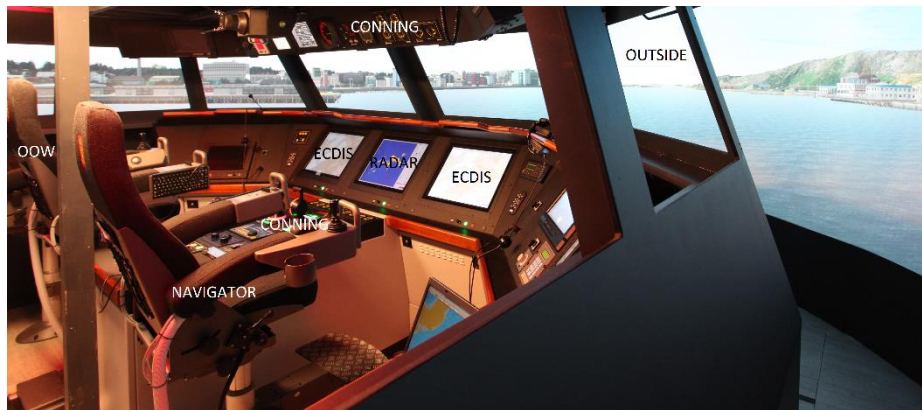 CONNING
OUTSIDE
OOW
ECDIS
RADAR
ECDIS
CONNING
NAVIGATOR